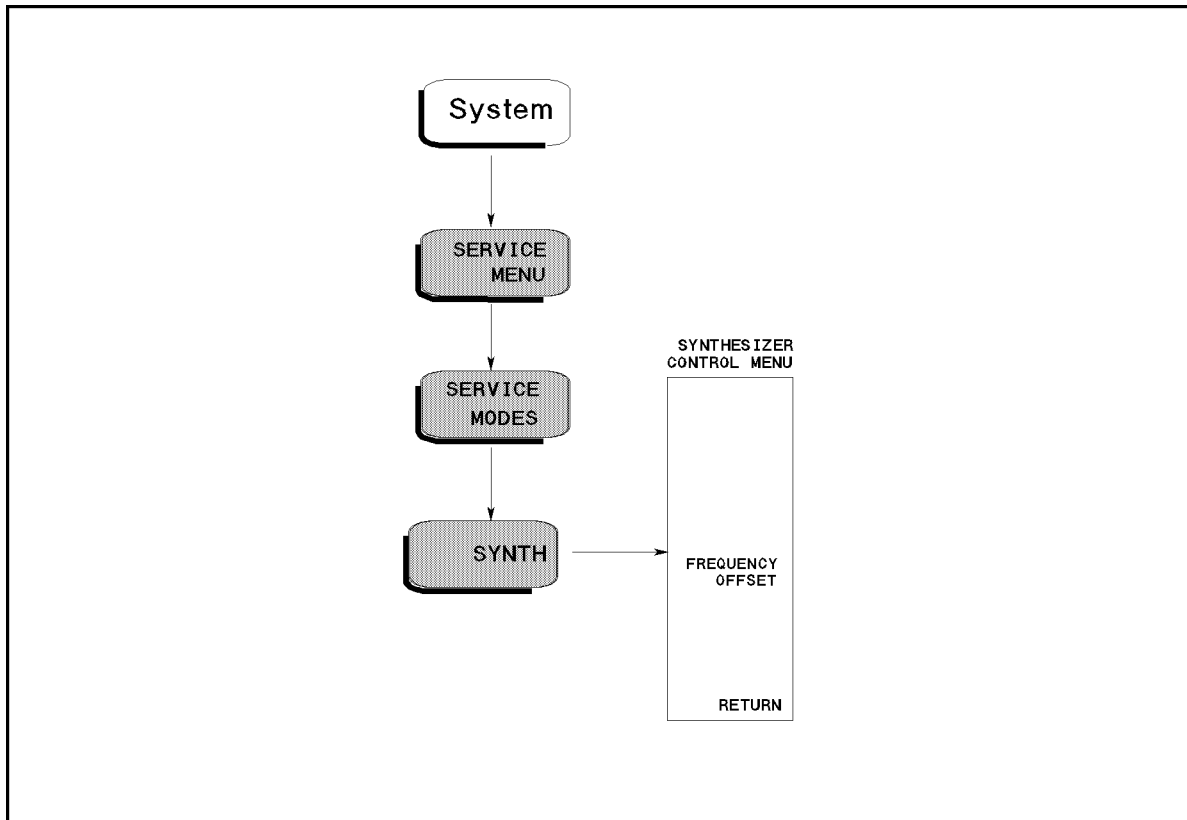 System
SERVICE
MENU
SERVICE
MODES
SYNTH
SYNTHESIZER
CONTROL MENU
FREQUENCY
OFFSET
RETURN